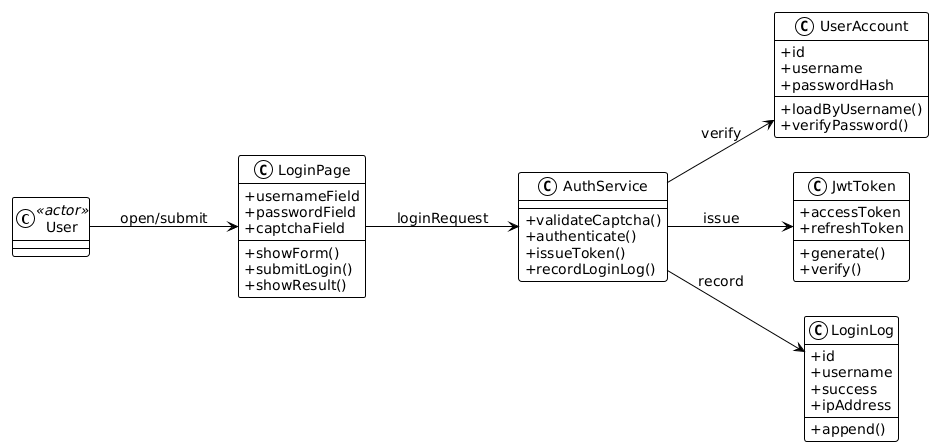 «actor»
C
User
open/submit
C LoginPage
+usernameField
+passwordField
+captchaField
+showForm()
+submitLogin()
+showResult()
loginRequest
C AuthService
+validateCaptcha()
+authenticate()
+issueToken()
+recordLoginLog()
verify
issue
record
C UserAccount
+id
+username
+passwordHash
+loadByUsername()
+verifyPassword()
C JwtToken
+accessToken
+refreshToken
+generate()
+verify()
C LoginLog
+id
+username
+success
+ipAddress
+append()